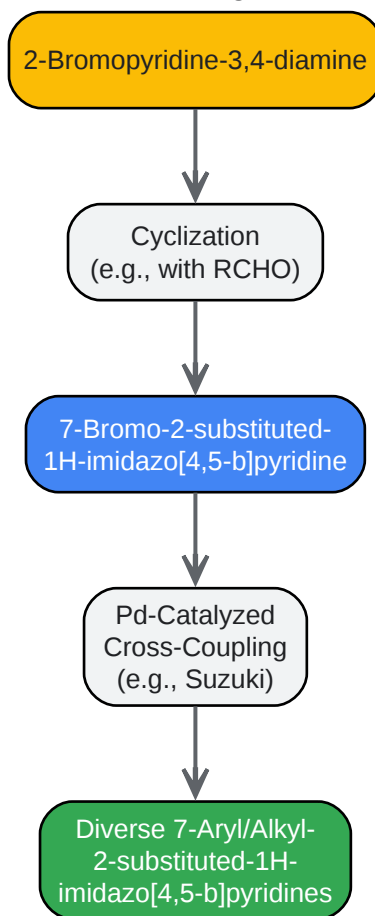 2-Bromopyridine-3,4-diamine
Cyclization
(e.g., with RCHO)
7-Bromo-2-substituted-
1H-imidazo[4,5-b]pyridine
Pd-Catalyzed
Cross-Coupling
(e.g., Suzuki)
Diverse 7-Aryl/Alkyl-
2-substituted-1H-
imidazo[4,5-b]pyridines